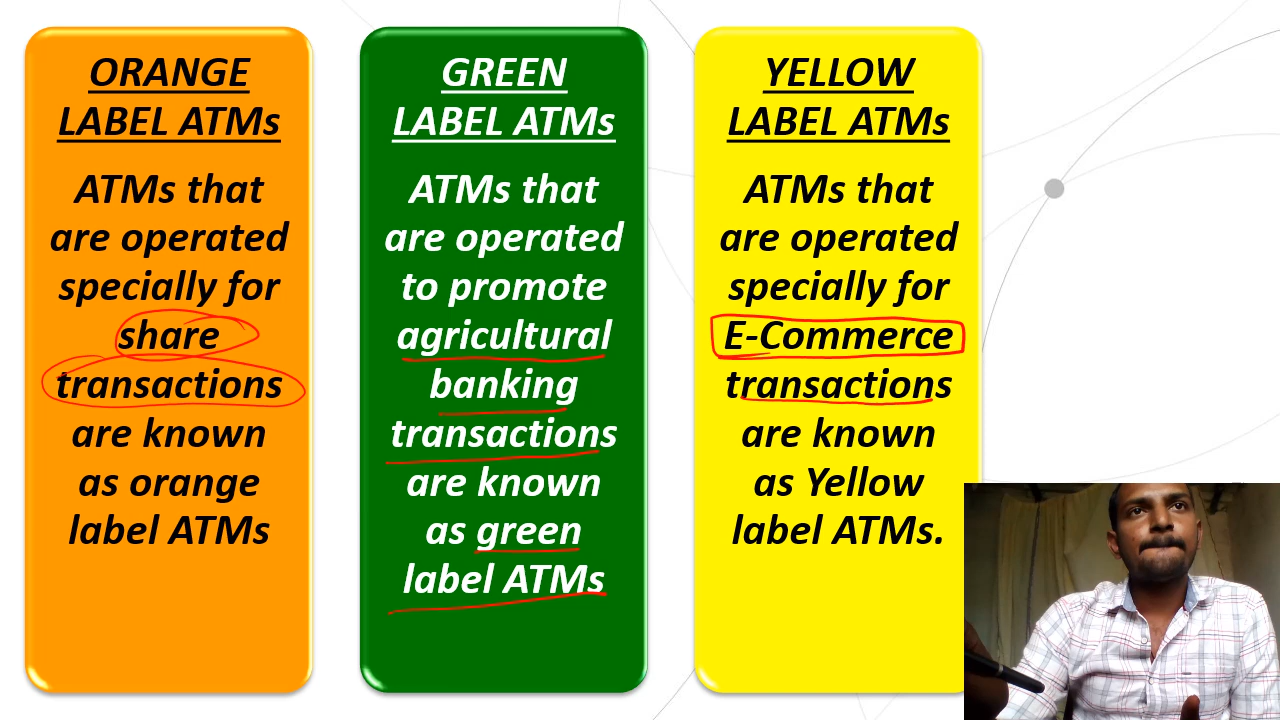 ORANGE
LABEL ATMs
ATMs that
are operated
specially for
share
transactions
are known
as orange
label ATMs
GREEN
LABEL ATMs
ATMs that
are operated
to promote
agricultural
banking
transactions
are known
as green
label ATMs
YELLOW
LABEL ATMs
ATMs that
are operated
specially for
E-Commerce
transactions
are known
as Yellow
label ATMs.